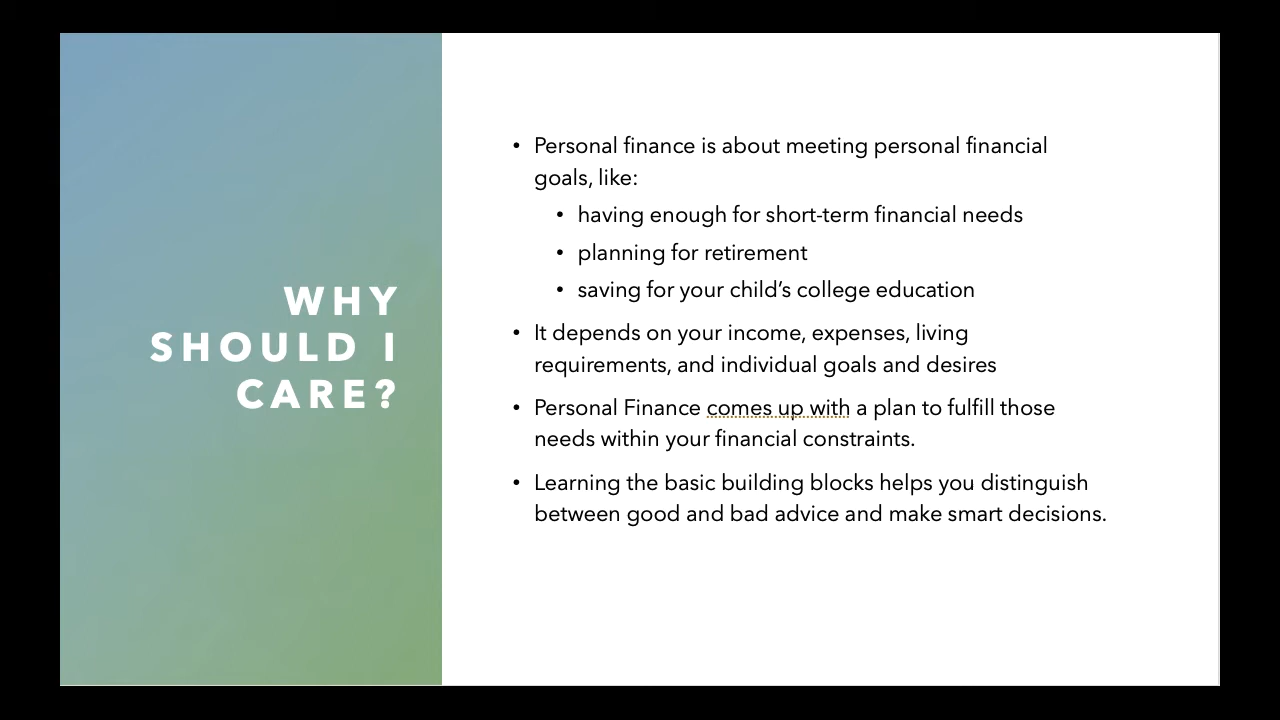 WHY
SHOULD I
CARE?
• Personal finance is about meeting personal financial
goals, like:
• having enough for short-term financial needs
• planning for retirement
• saving for your child’s college education
• It depends on your income, expenses, living
requirements, and individual goals and desires
• Personal Finance comes up with a plan to fulfill those
needs within your financial constraints.
• Learning the basic building blocks helps you distinguish
between good and bad advice and make smart decisions.